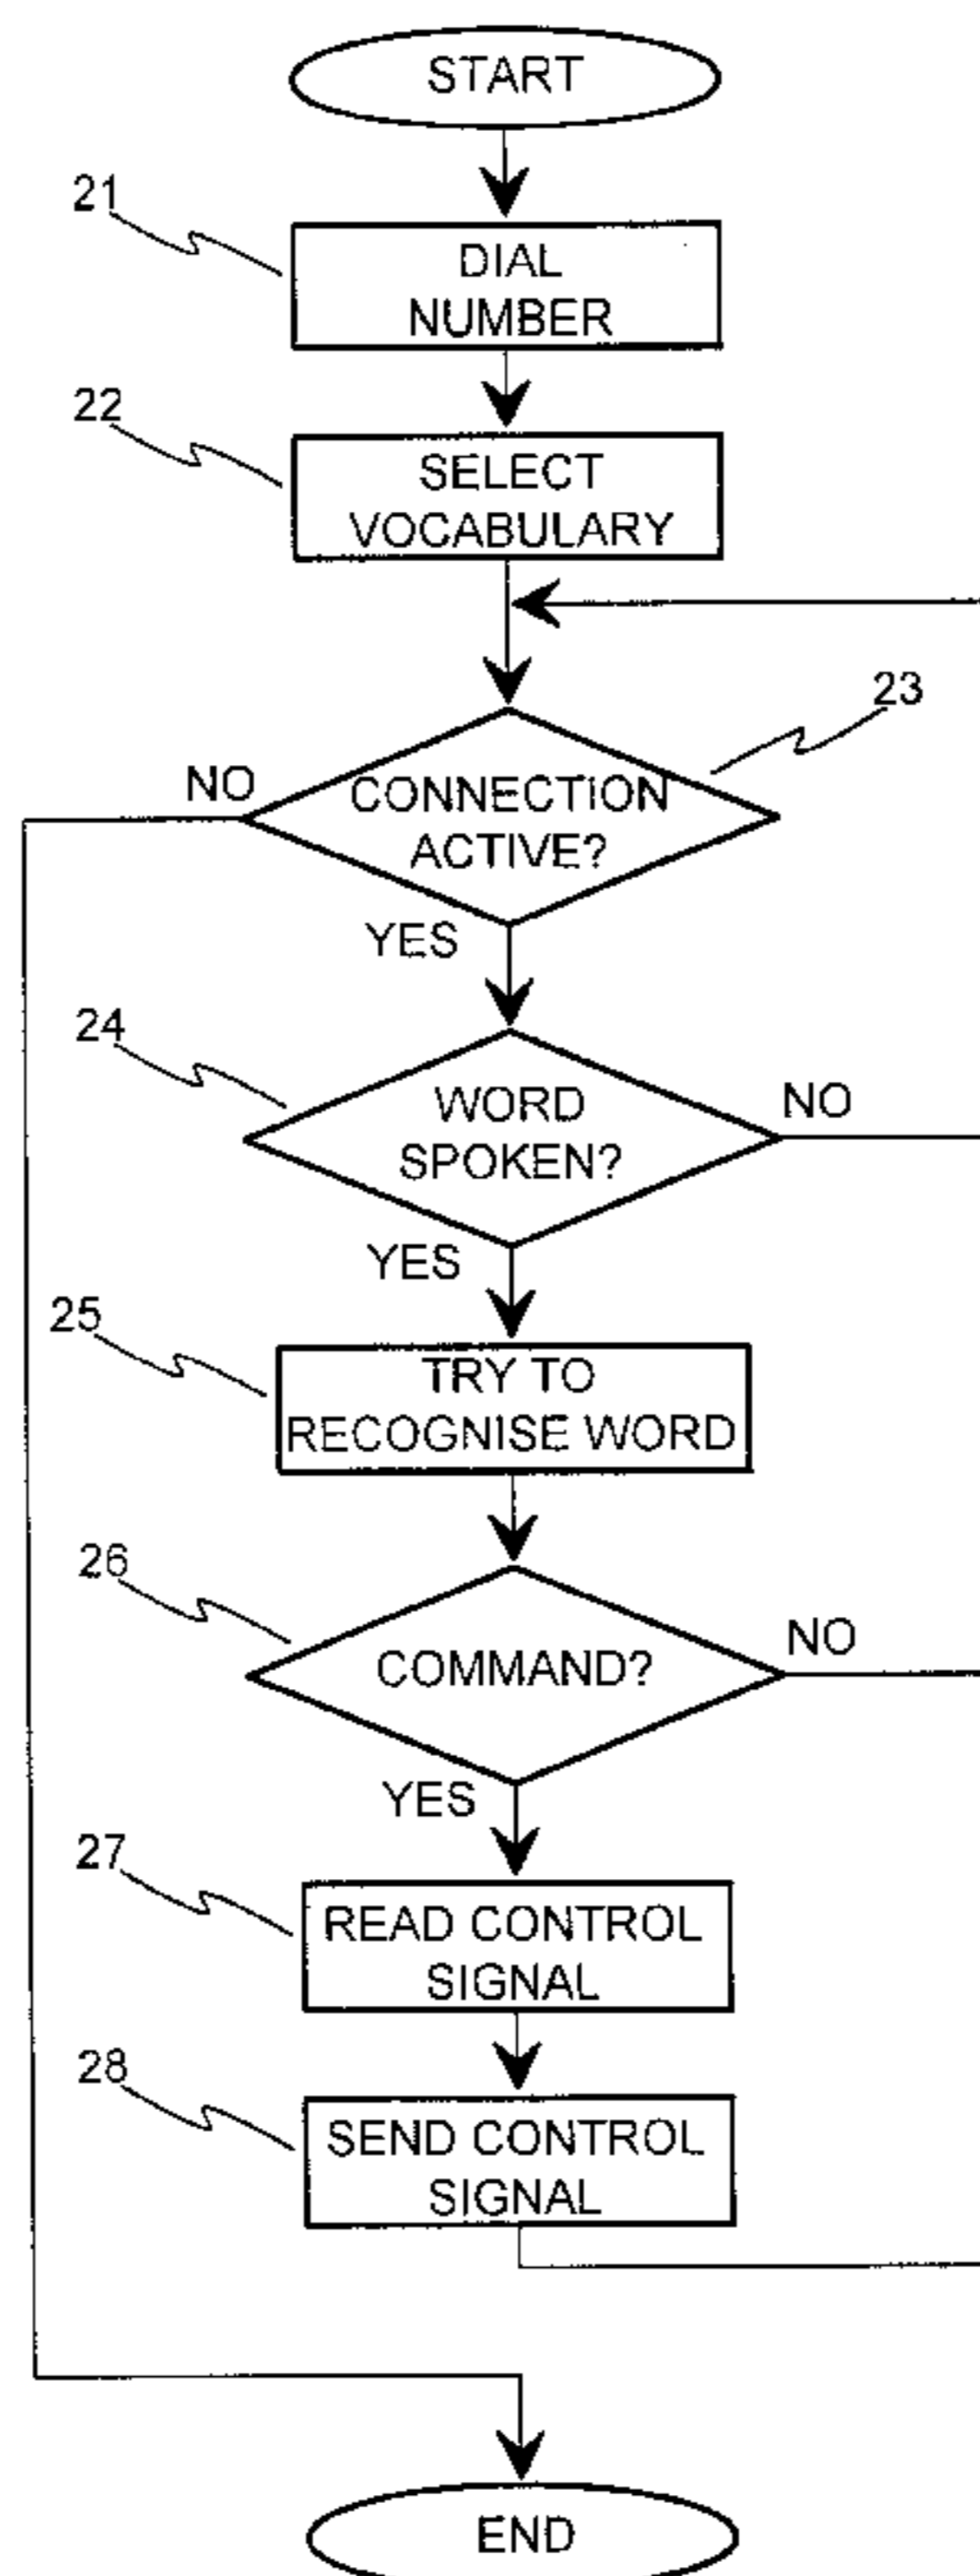 START
21
DIAL
NUMBER
22
SELECT
VOCABULARY
23
NO
CONNECTION
ACTIVE?
YES
24
WORD
SPOKEN?
NO
YES
25
TRY TO
RECOGNISE WORD
26
COMMAND?
NO
YES
27
READ CONTROL
SIGNAL
28
SEND CONTROL
SIGNAL
END